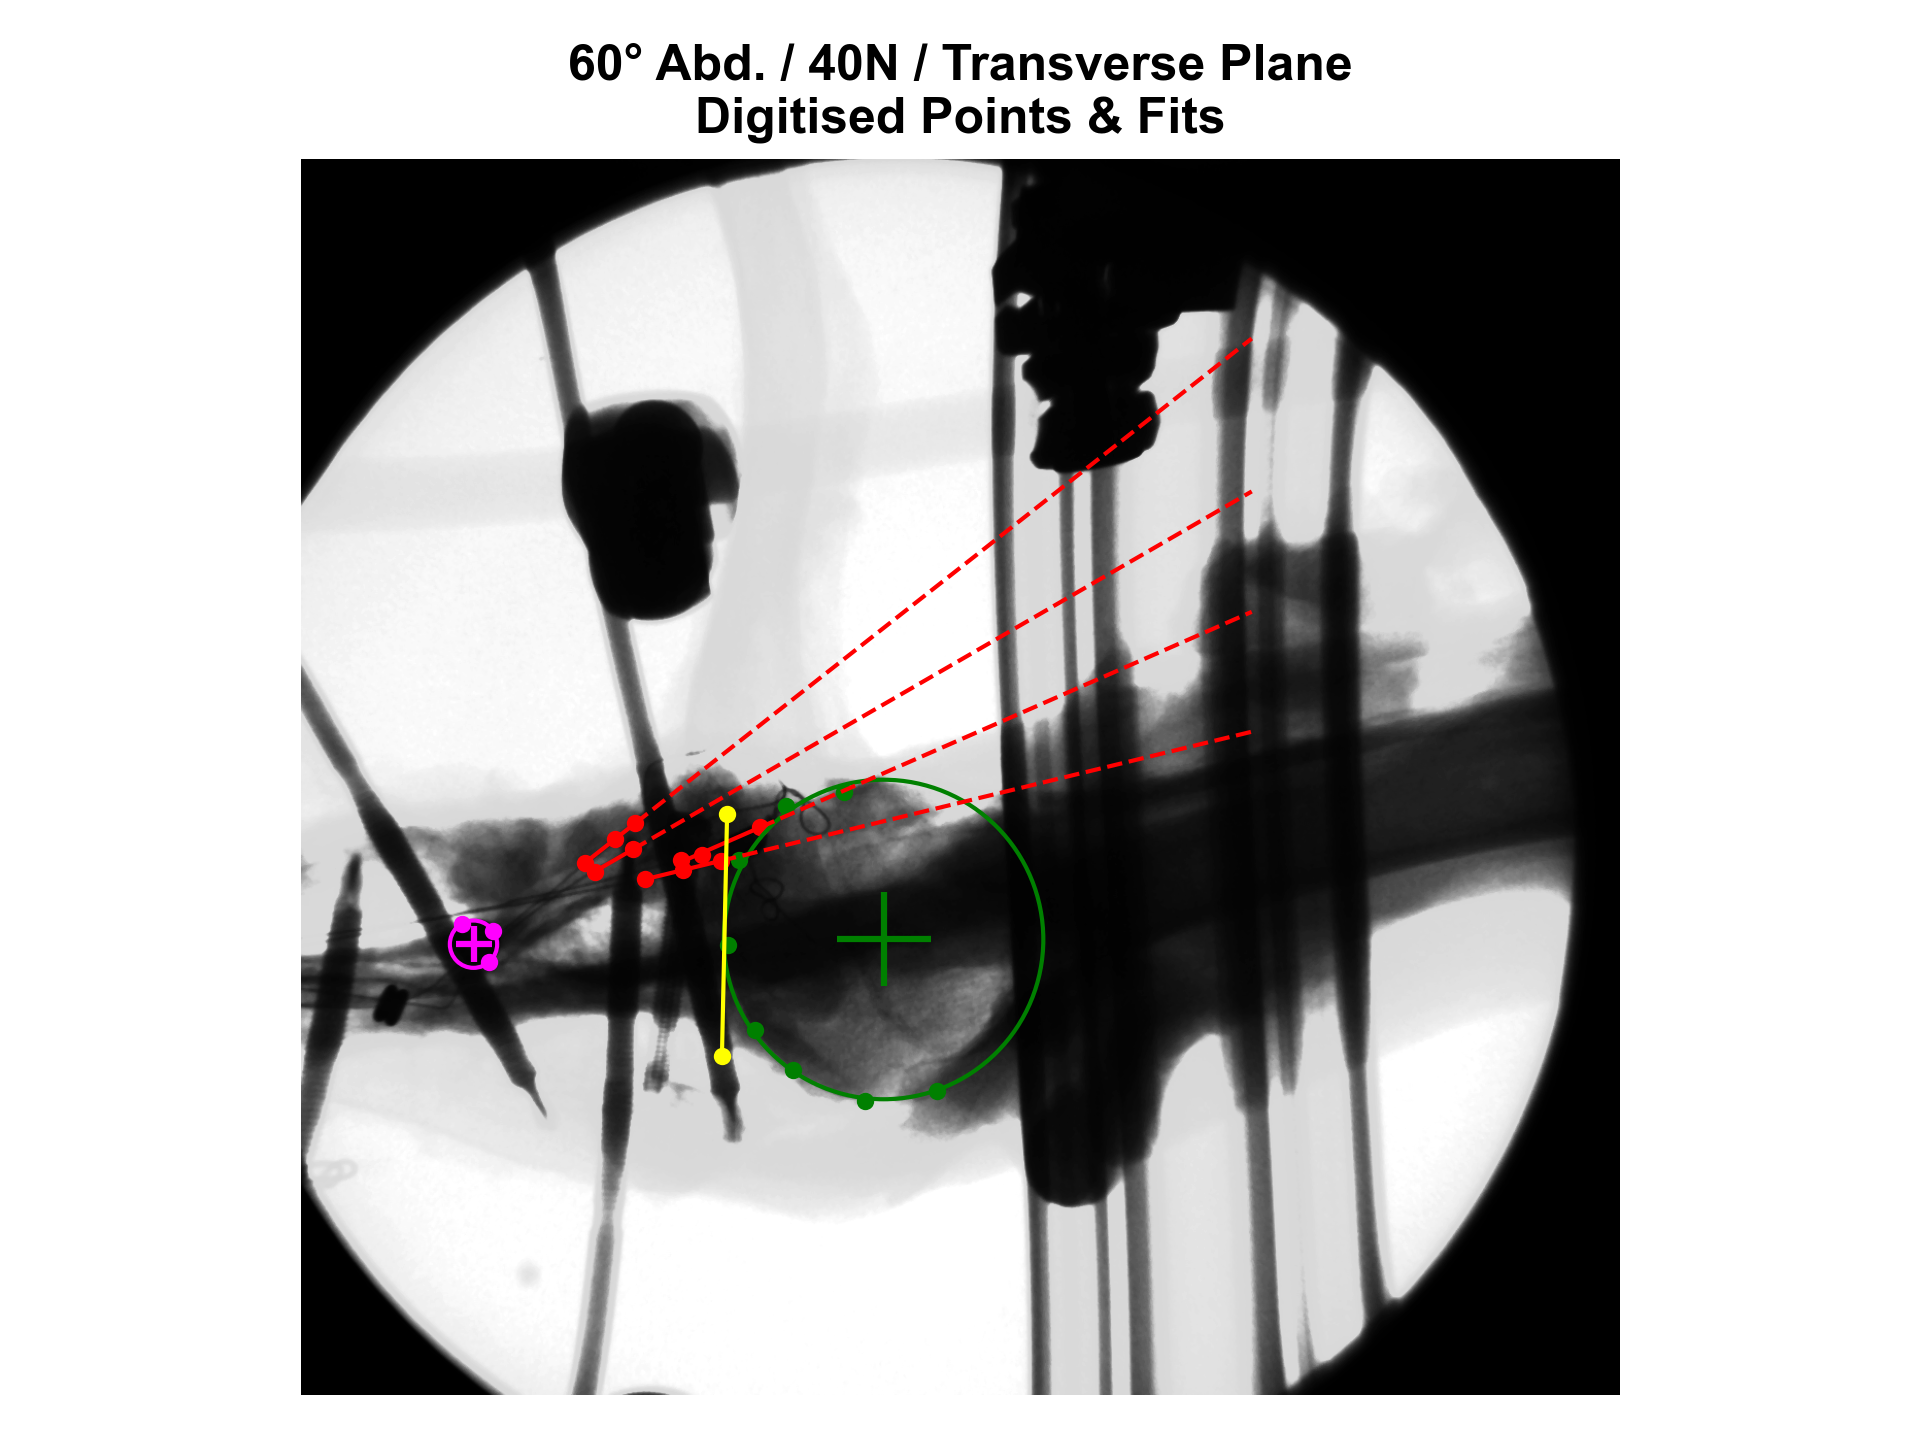 60° Abd. / 40N / Transverse Plane
Digitised Points & Fits